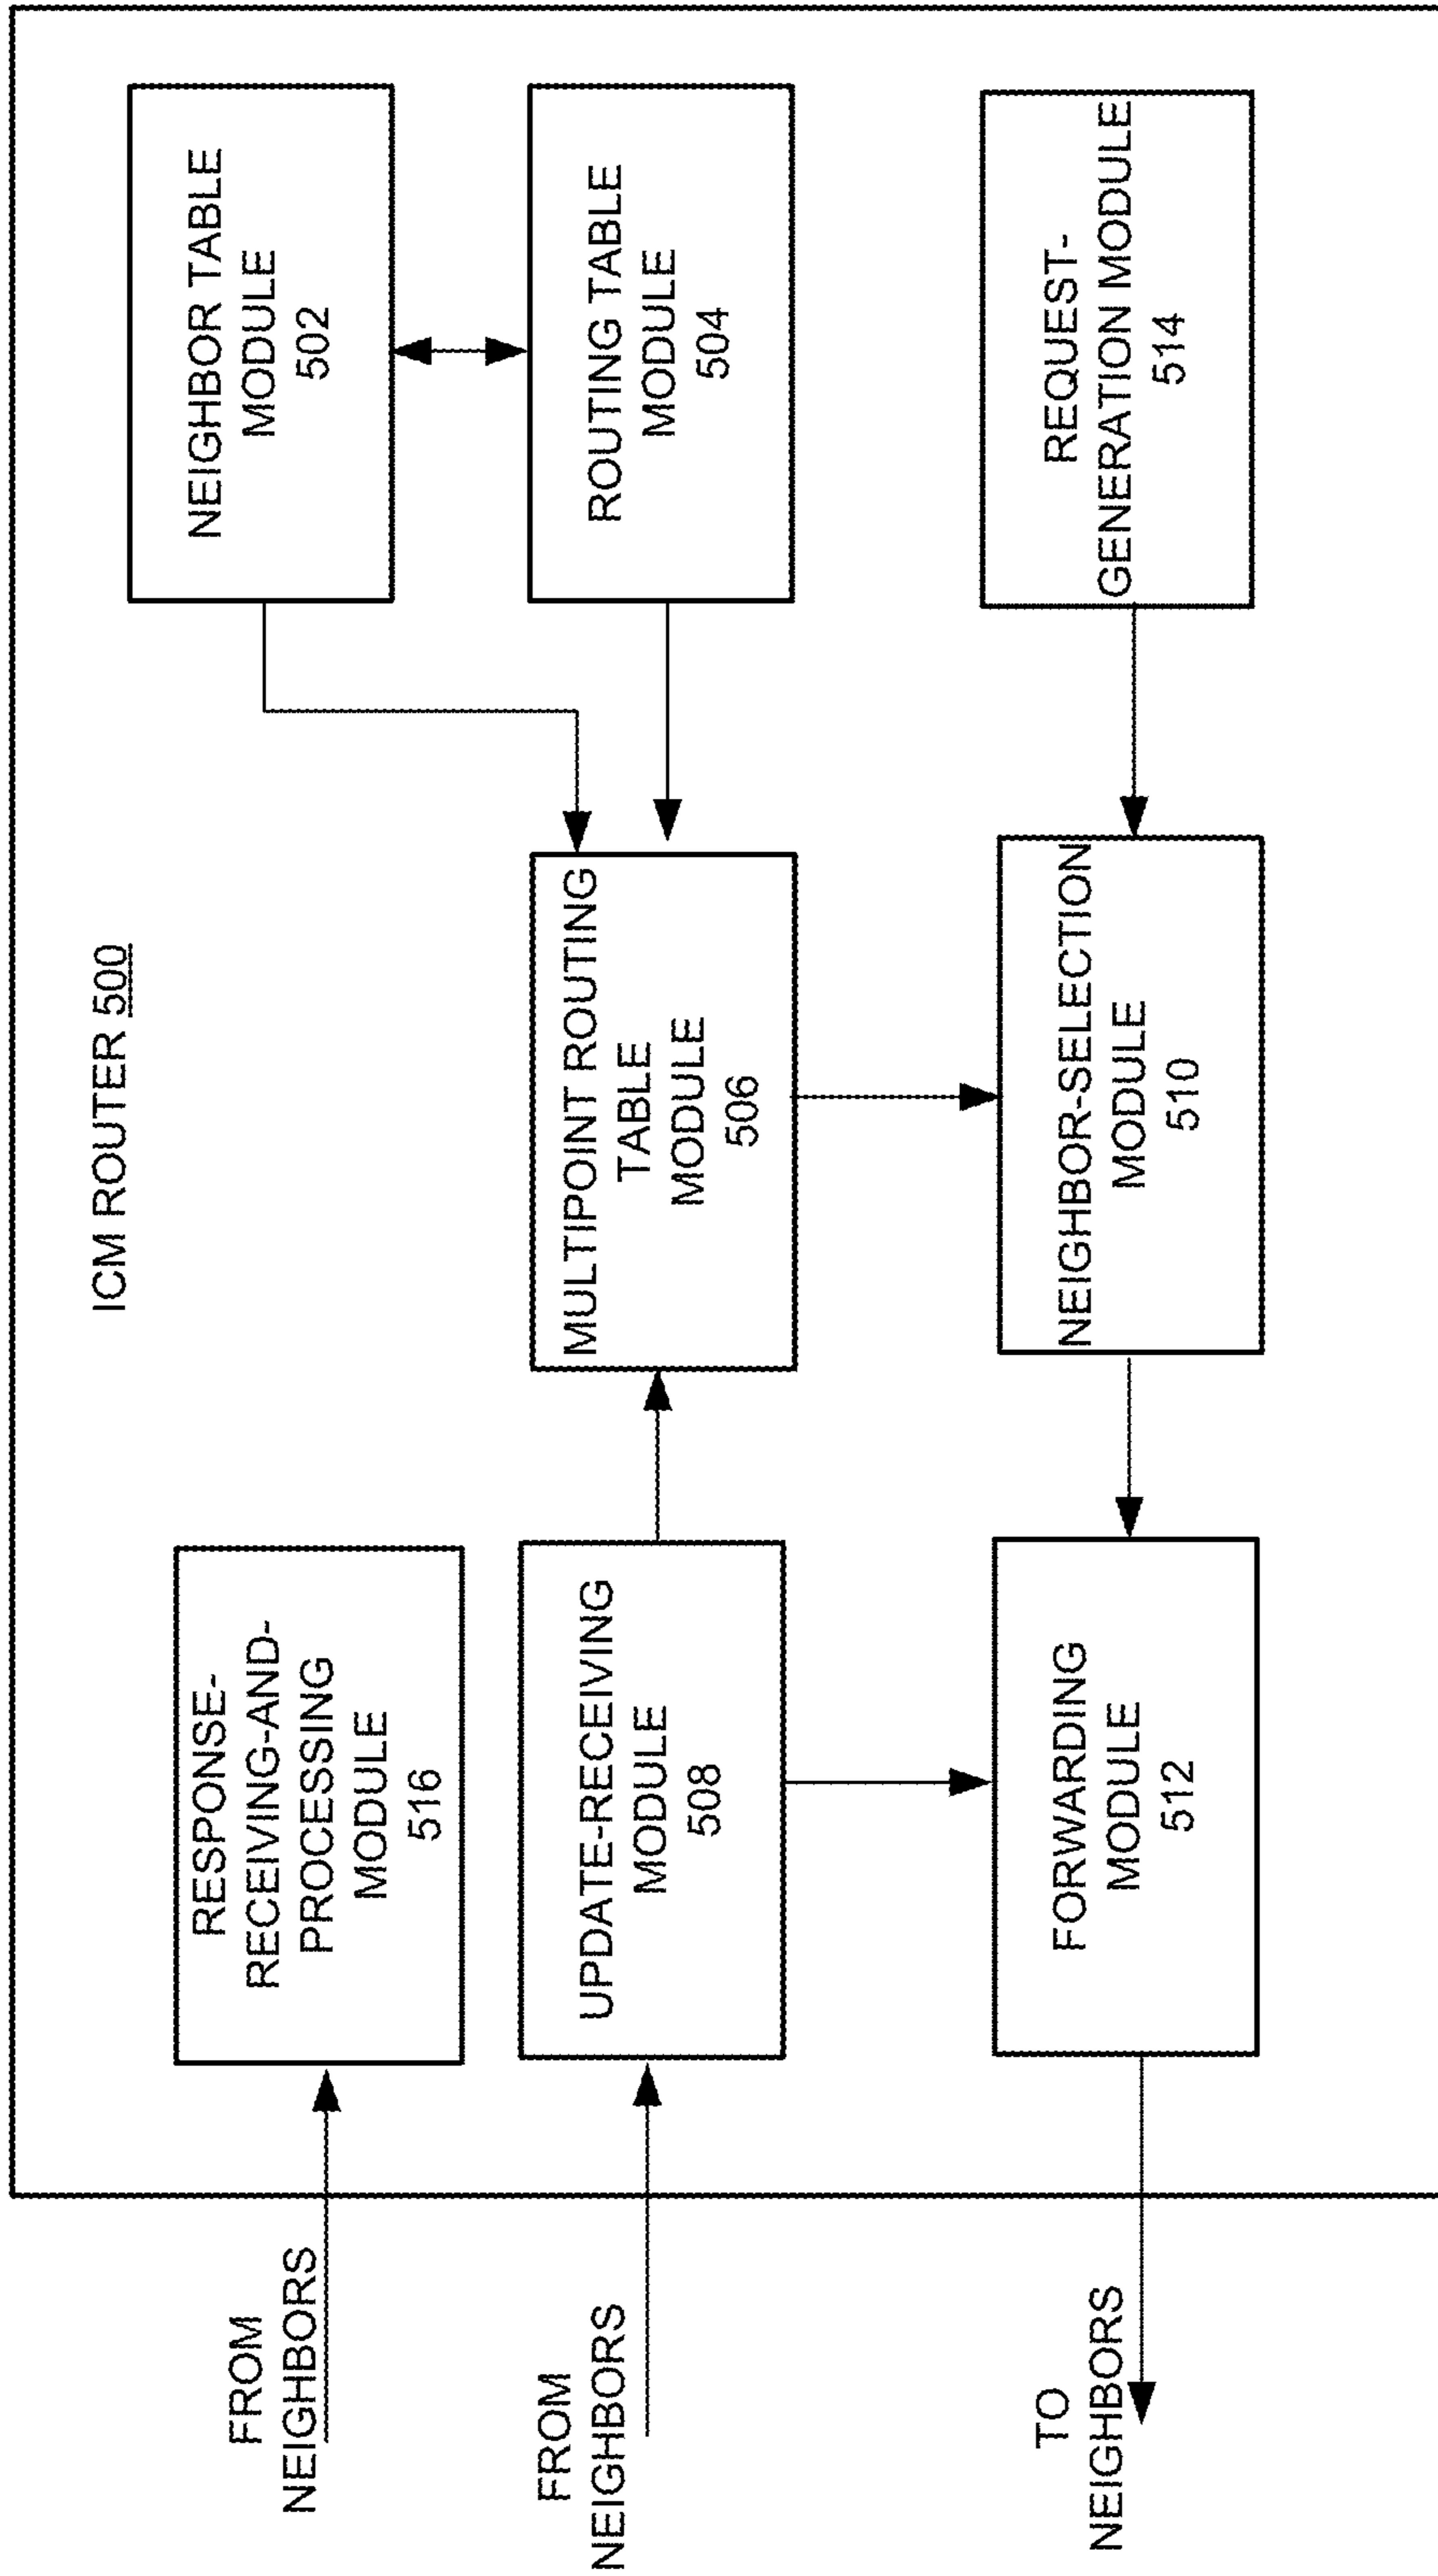 ICM ROUTER 500
FROM
NEIGHBORS
RESPONSE-
RECEIVING-AND-
PROCESSING
MODULE
516
NEIGHBOR TABLE
MODULE
502
FROM
NEIGHBORS
UPDATE-RECEIVING
MODULE
508
MULTIPOINT ROUTING
TABLE
MODULE
506
ROUTING TABLE
MODULE
504
TO
NEIGHBORS
FORWARDING
MODULE
512
NEIGHBOR-SELECTION
MODULE
510
REQUEST-
GENERATION MODULE
514